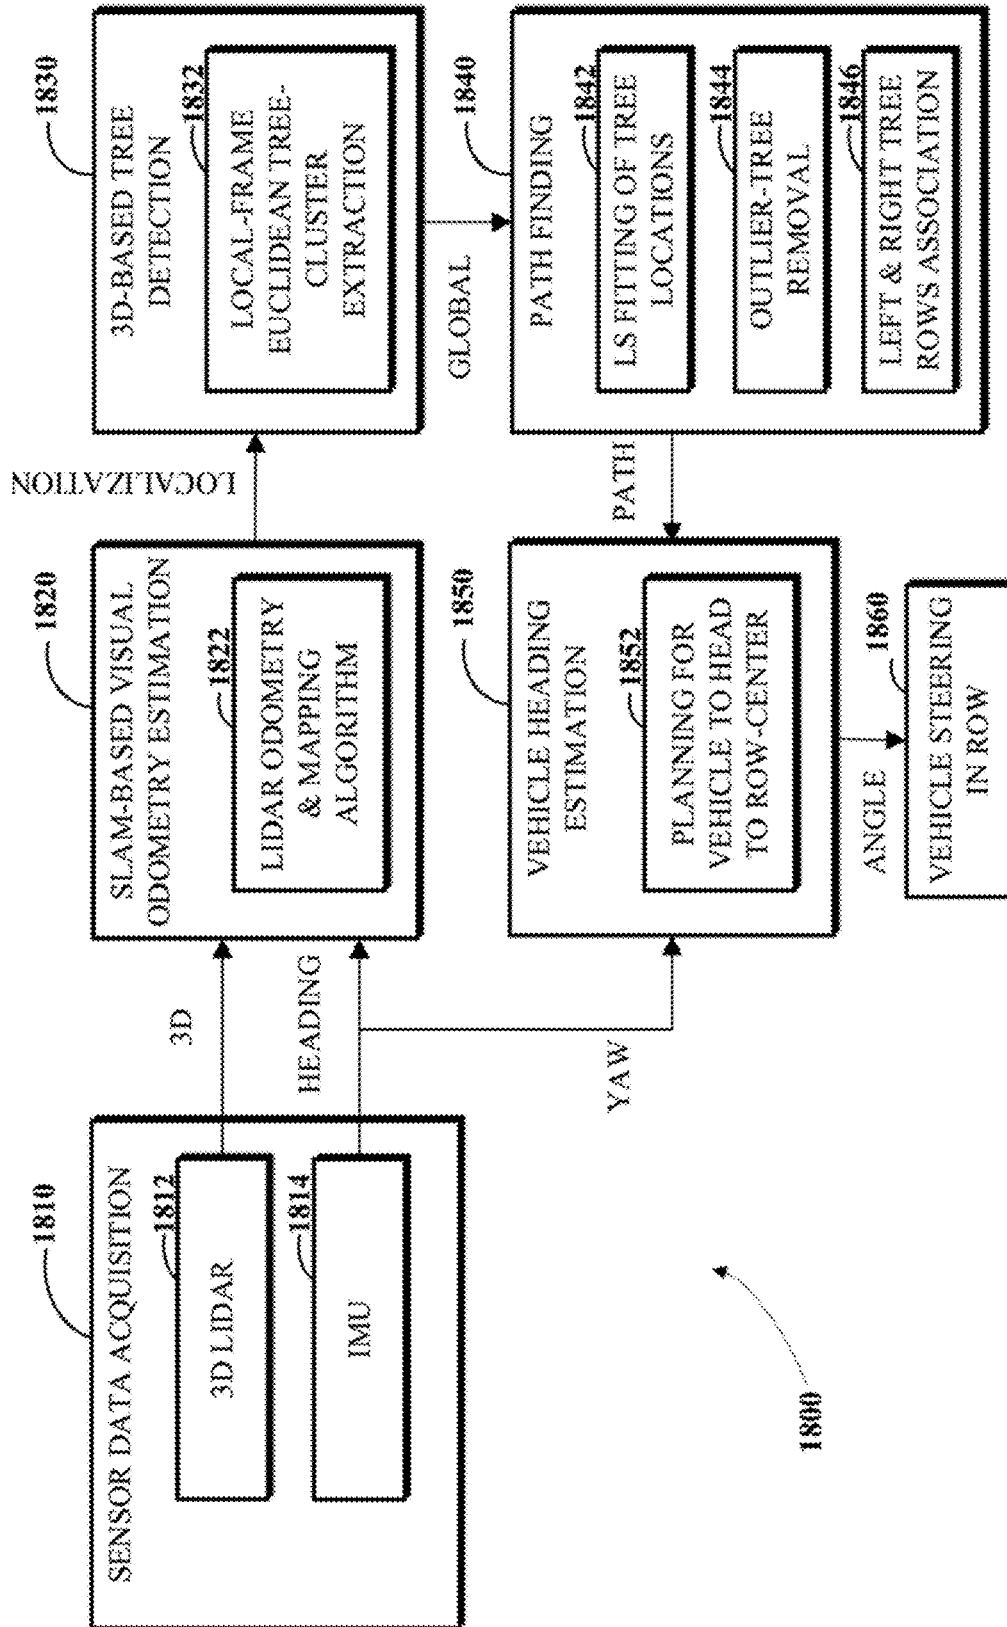 SENSOR DATA ACQUISITION
1810
3D LIDAR
1812
IMU
1814
3D
HEADING
YAW
SLAM-BASED VISUAL
ODOMETRY ESTIMATION
1820
LIDAR ODOMETRY
& MAPPING
ALGORITHM
1822
LOCALIZATION
3D-BASED TREE
DETECTION
1830
LOCAL-FRAME
EUCLIDEAN TREE-
CLUSTER
EXTRACTION
1832
GLOBAL
PATH FINDING
1840
LS FITTING OF TREE
LOCATIONS
1842
OUTLIER-TREE
REMOVAL
1844
LEFT & RIGHT TREE
ROWS ASSOCIATION
1846
PATH
VEHICLE HEADING
ESTIMATION
1850
PLANNING FOR
VEHICLE TO HEAD
TO ROW-CENTER
1852
ANGLE
VEHICLE STEERING
IN ROW
1860
1800